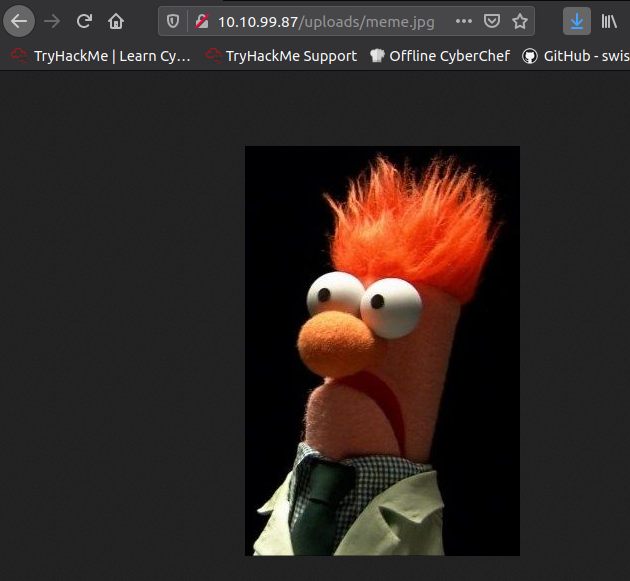 10.10.99.87/uploads/meme.jpg
TryHackMe | Learn Cy… TryHackMe Support Offline CyberChef GitHub - swis